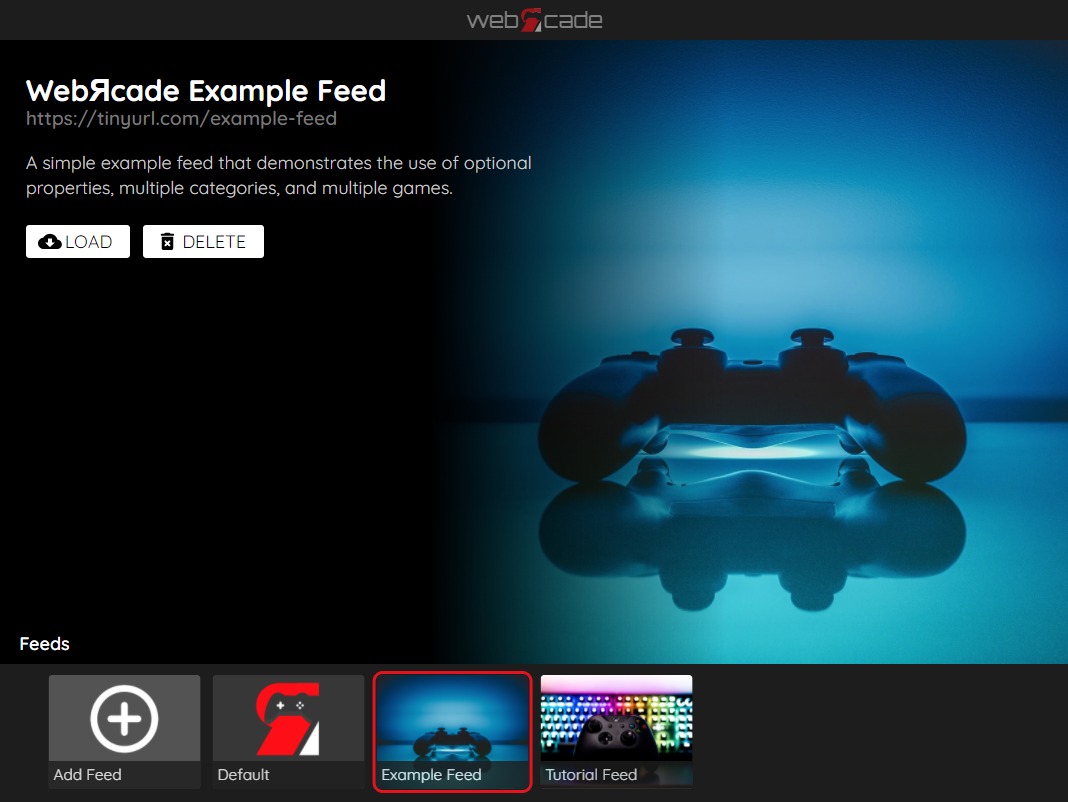 webЯcade
WebЯcade Example Feed
https://tinyurl.com/example-feed
A simple example feed that demonstrates the use of optional
properties, multiple categories, and multiple games.
LOAD DELETE
Feeds
Add Feed Default Example Feed Tutorial Feed